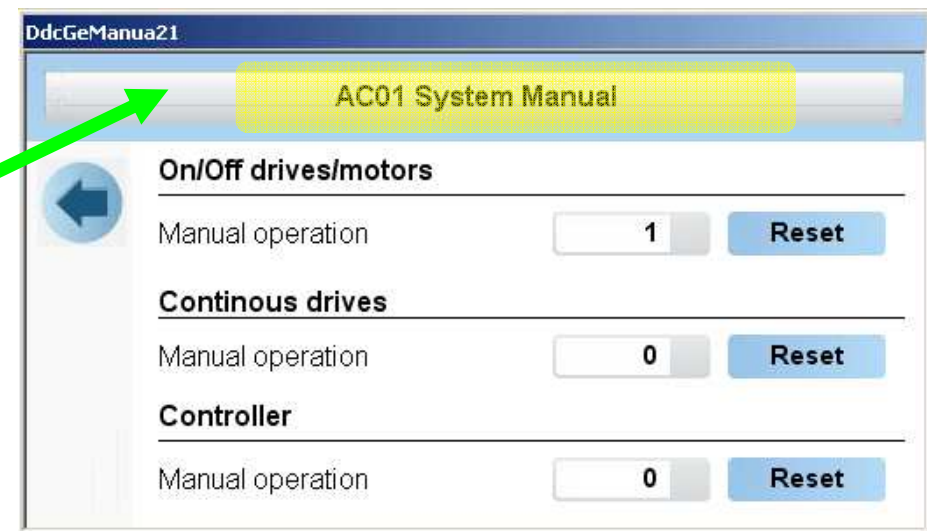 DdcGeManua21
AC01 System Manual
On/Off drives/motors
Manual operation 1 Reset
Continous drives
Manual operation 0 Reset
Controller
Manual operation 0 Reset